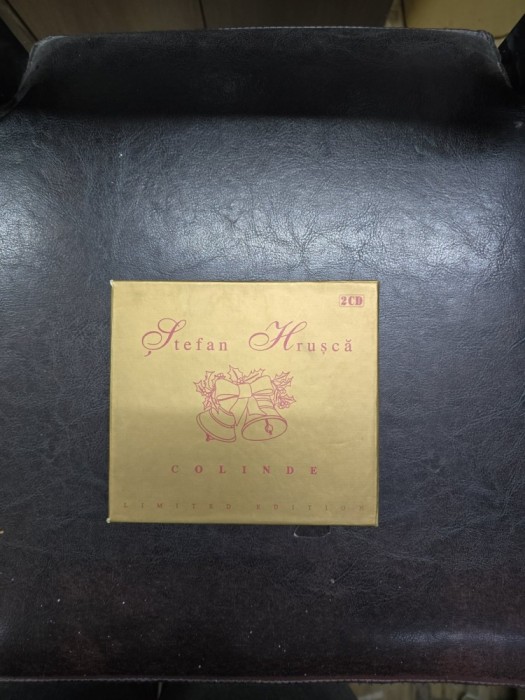 2CD
Ștefan Hrușcă
COLINDE
LIMITED EDITION